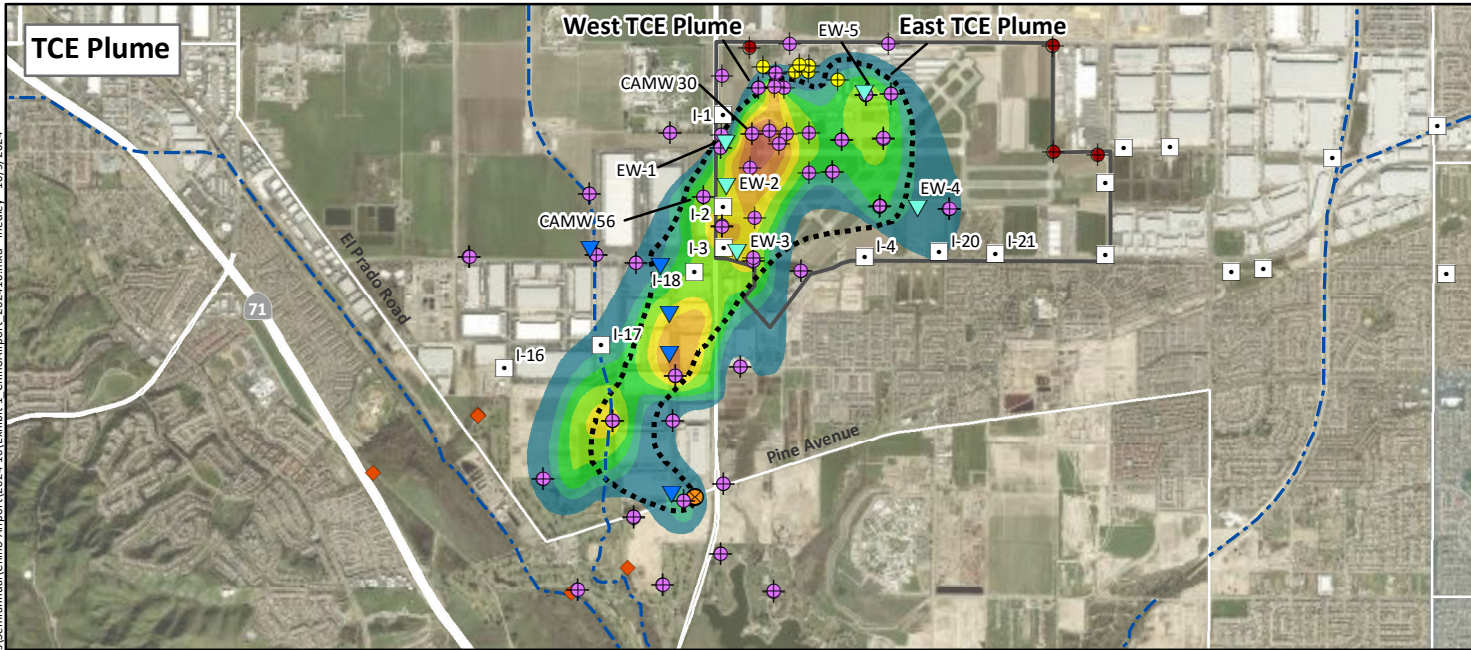 TCE Plume
West TCE Plume
EW-5
East TCE Plume
CAMW 30
I-1
EW-1
EW-2
I-2
CAMW 56
I-3
EW-3
EW-4
I-4
I-20
I-21
I-18
El Prado Road
71
I-17
I-16
Pine Avenue